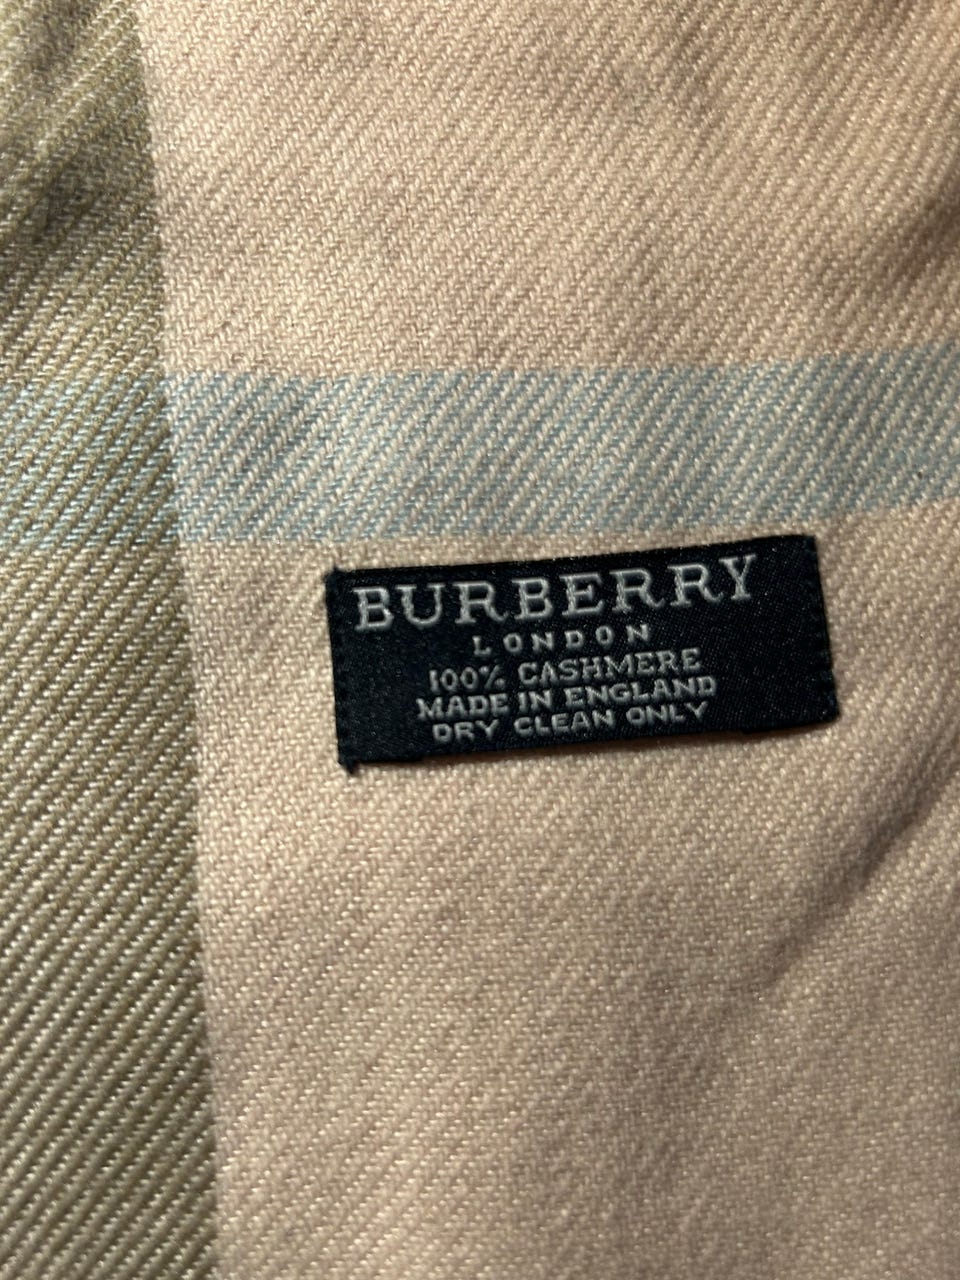 BURBERRY
LONDON
100% CASHMERE
MADE IN ENGLAND
DRY CLEAN ONLY